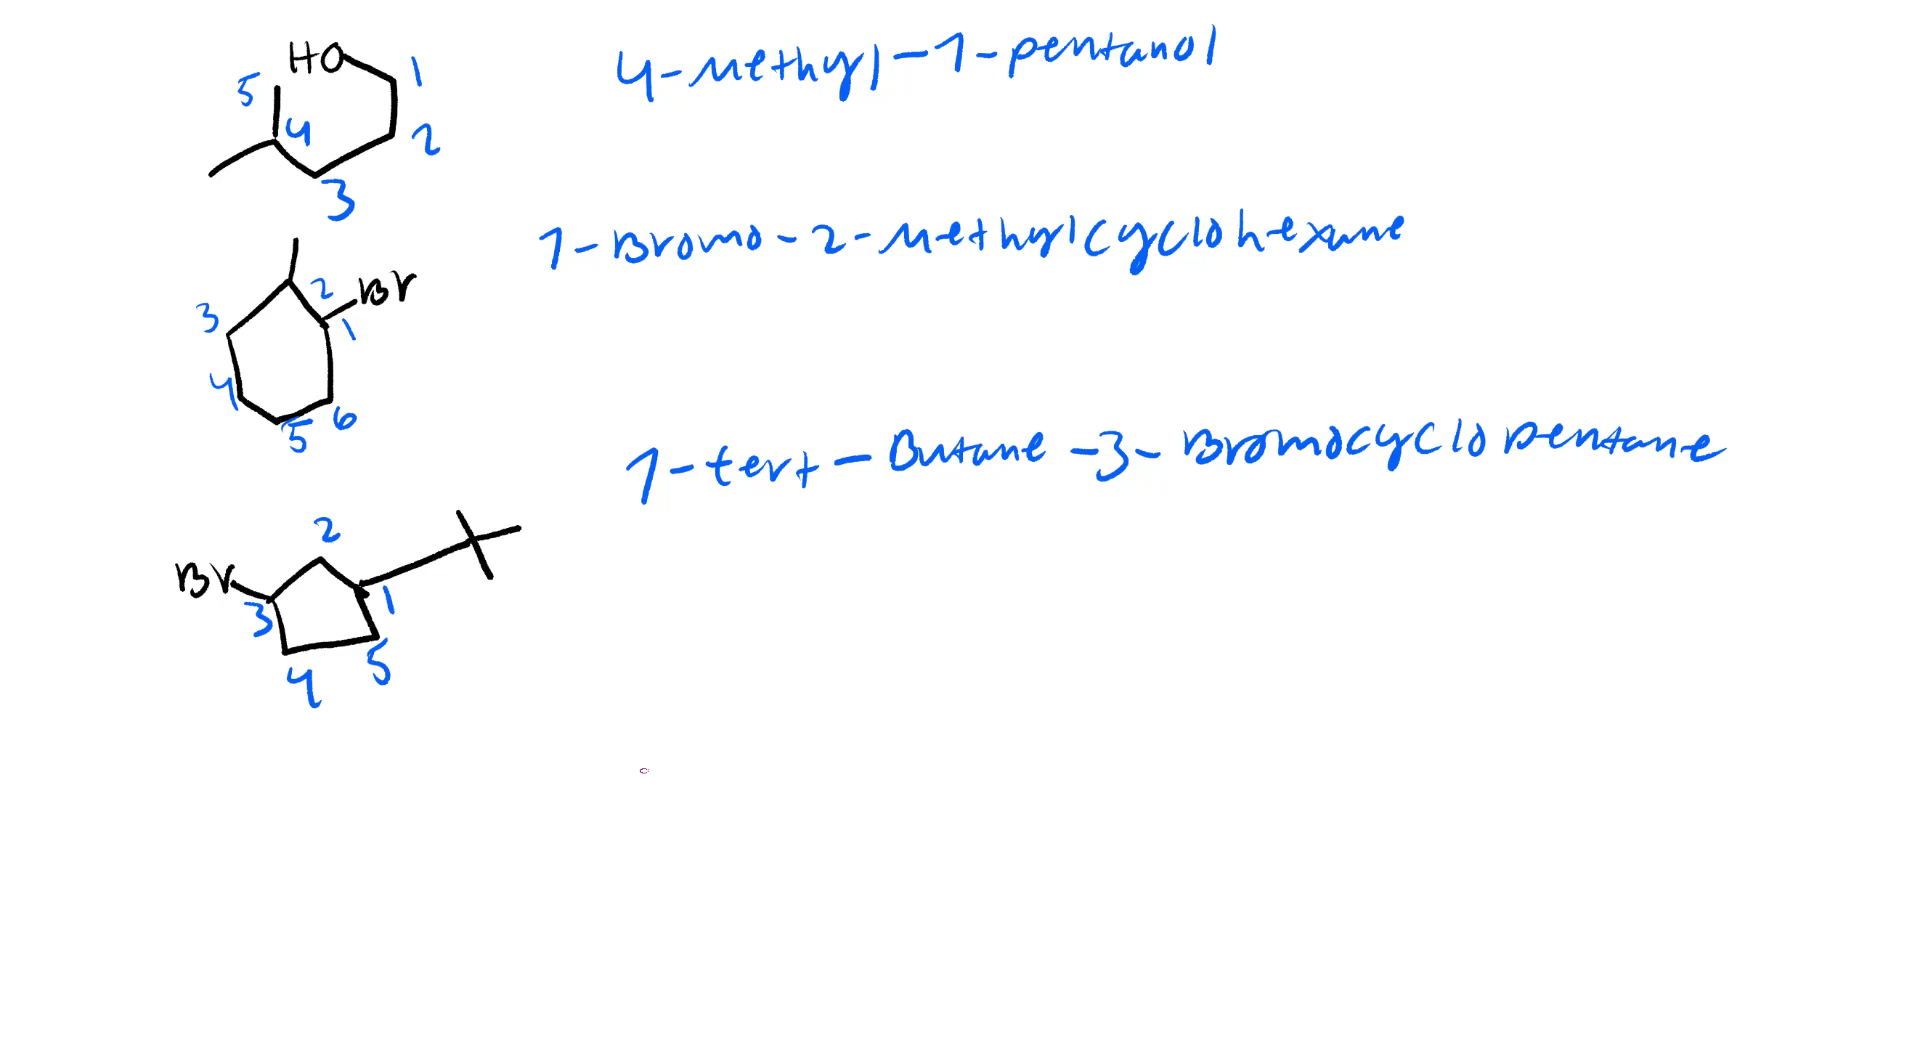 HO 1 4-methyl-1-pentanol
5
4 2
3
1-Bromo-2-Methylcyclohexane
2 Br
3 1
4
5 6
1-tert-Butane-3-Bromocyclopentane
2
Br
3 1
4 5